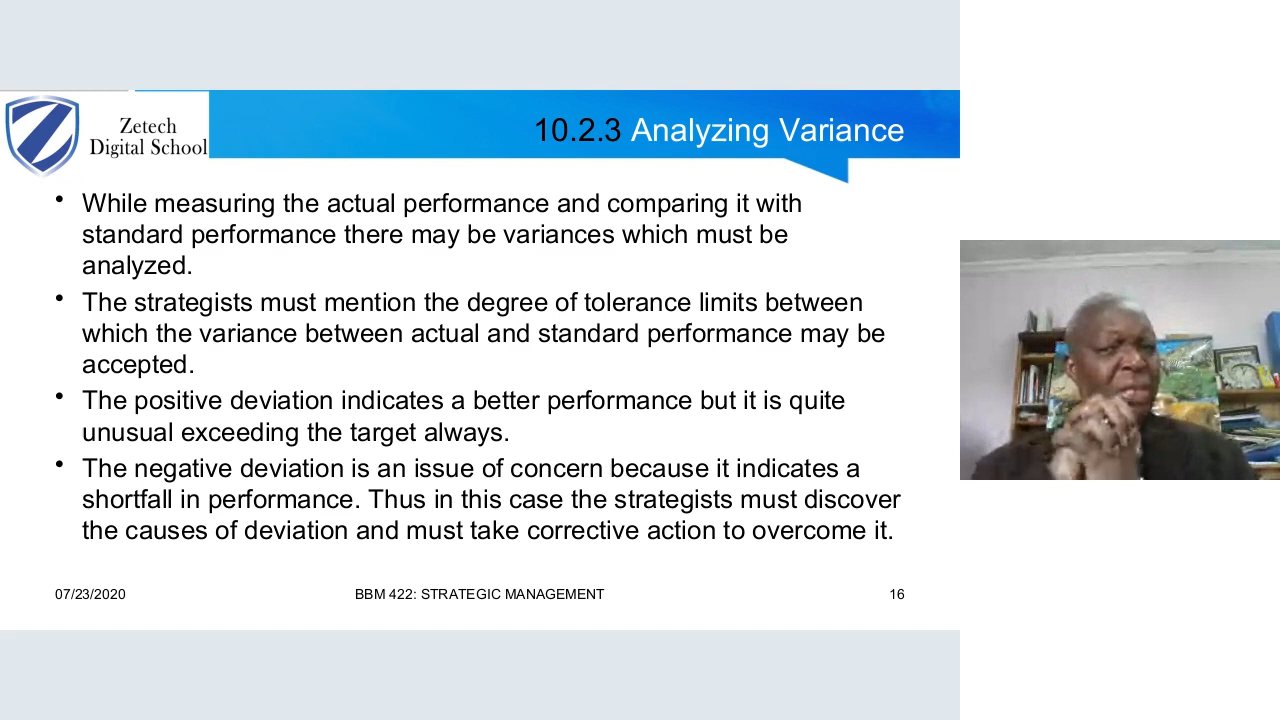 Zetech
Digital School
10.2.3 Analyzing Variance
• While measuring the actual performance and comparing it with
standard performance there may be variances which must be
analyzed.
• The strategists must mention the degree of tolerance limits between
which the variance between actual and standard performance may be
accepted.
• The positive deviation indicates a better performance but it is quite
unusual exceeding the target always.
• The negative deviation is an issue of concern because it indicates a
shortfall in performance. Thus in this case the strategists must discover
the causes of deviation and must take corrective action to overcome it.
07/23/2020
BBM 422: STRATEGIC MANAGEMENT
16